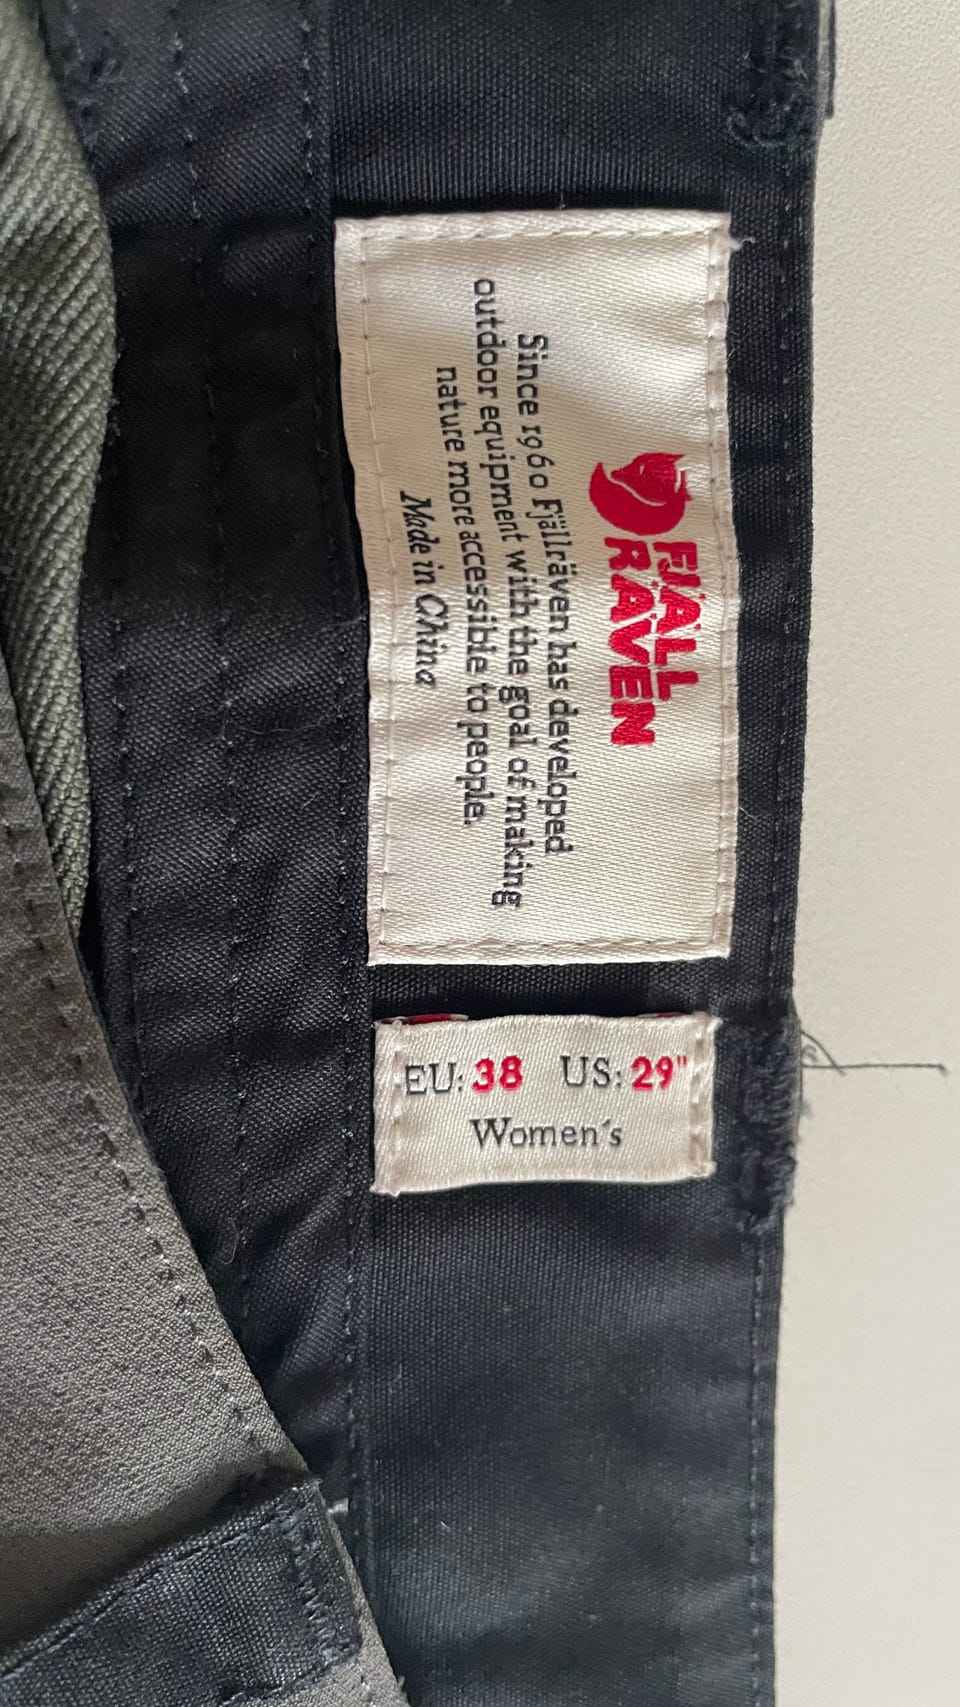 FJÄLL
RÄVEN
Since 1960 Fjällräven has developed
outdoor equipment with the goal of making
nature more accessible to people.
Made in China
EU: 38 US: 29"
Women´s